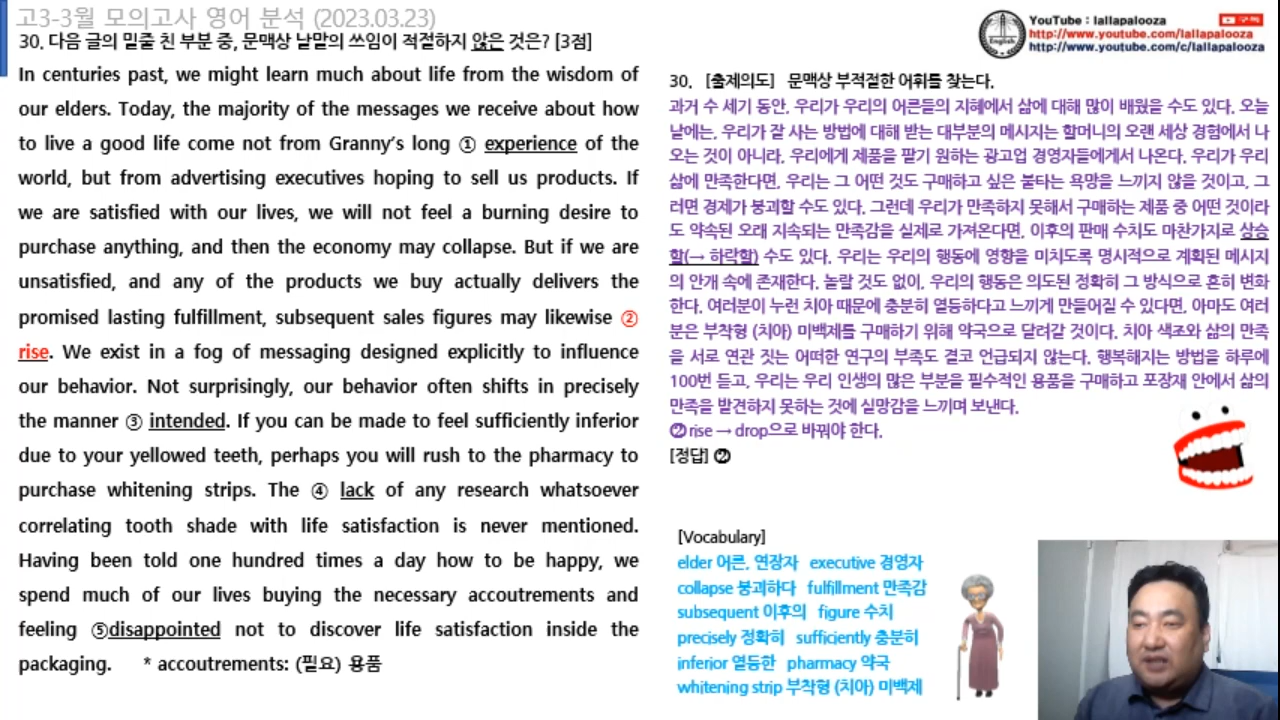 고3-3월 모의고사 영어 분석 (2023.03.23)
30. 다음 글의 밑줄 친 부분 중, 문맥상 낱말의 쓰임이 적절하지 않은 것은? [3점]
In centuries past, we might learn much about life from the wisdom of
our elders. Today, the majority of the messages we receive about how
to live a good life come not from Granny's long ① experience of the
world, but from advertising executives hoping to sell us products. If
we are satisfied with our lives, we will not feel a burning desire to
purchase anything, and then the economy may collapse. But if we are
unsatisfied, and any of the products we buy actually delivers the
promised lasting fulfillment, subsequent sales figures may likewise ②
rise. We exist in a fog of messaging designed explicitly to influence
our behavior. Not surprisingly, our behavior often shifts in precisely
the manner ③ intended. If you can be made to feel sufficiently inferior
due to your yellowed teeth, perhaps you will rush to the pharmacy to
purchase whitening strips. The ④ lack of any research whatsoever
correlating tooth shade with life satisfaction is never mentioned.
Having been told one hundred times a day how to be happy, we
spend much of our lives buying the necessary accoutrements and
feeling ⑤disappointed not to discover life satisfaction inside the
packaging. * accoutrements: (필요) 용품
YouTube : lallapalooza 구독
http://www.youtube.com/lallapalooza
http://www.youtube.com/c/lallapalooza
English
30. [출제의도] 문맥상 부적절한 어휘를 찾는다.
과거 수 세기 동안, 우리가 우리의 어른들의 지혜에서 삶에 대해 많이 배웠을 수도 있다. 오늘
날에는, 우리가 잘 사는 방법에 대해 받는 대부분의 메시지는 할머니의 오랜 세상 경험에서 나
오는 것이 아니라, 우리에게 제품을 팔기 원하는 광고업 경영자들에게서 나온다. 우리가 우리
삶에 만족한다면, 우리는 그 어떤 것도 구매하고 싶은 불타는 욕망을 느끼지 않을 것이고, 그
러면 경제가 붕괴할 수도 있다. 그런데 우리가 만족하지 못해서 구매하는 제품 중 어떤 것이라
도 약속된 오래 지속되는 만족감을 실제로 가져온다면, 이후의 판매 수치도 마찬가지로 상승
할(→ 하락할) 수도 있다. 우리는 우리의 행동에 영향을 미치도록 명시적으로 계획된 메시지
의 안개 속에 존재한다. 놀랄 것도 없이, 우리의 행동은 의도된 정확히 그 방식으로 흔히 변화
한다. 여러분이 누런 치아 때문에 충분히 열등하다고 느끼게 만들어질 수 있다면, 아마도 여러
분은 부착형 (치아) 미백제를 구매하기 위해 약국으로 달려갈 것이다. 치아 색조와 삶의 만족
을 서로 연관 짓는 어떠한 연구의 부족도 결코 언급되지 않는다. 행복해지는 방법을 하루에
100번 듣고, 우리는 우리 인생의 많은 부분을 필수적인 용품을 구매하고 포장재 안에서 삶의
만족을 발견하지 못하는 것에 실망감을 느끼며 보낸다.
② rise → drop으로 바꿔야 한다.
[정답] ②
[Vocabulary]
elder 어른, 연장자 executive 경영자
collapse 붕괴하다 fulfillment 만족감
subsequent 이후의 figure 수치
precisely 정확히 sufficiently 충분히
inferior 열등한 pharmacy 약국
whitening strip 부착형 (치아) 미백제